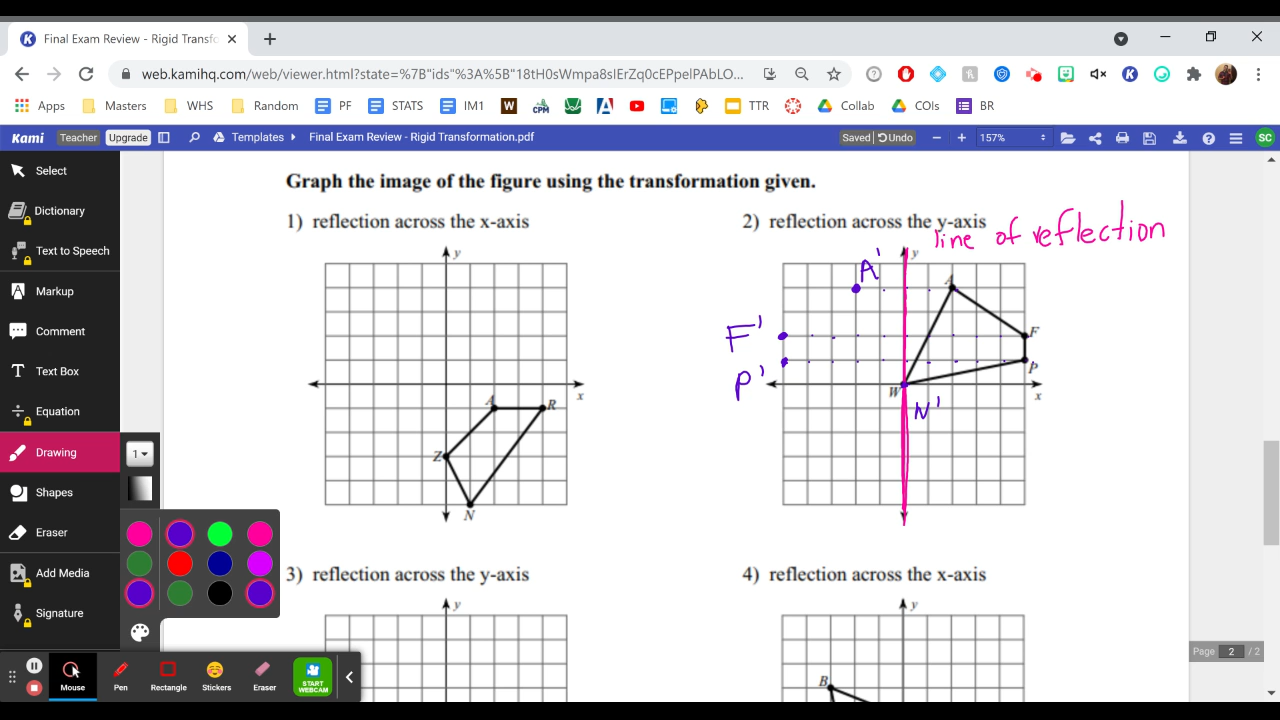 Final Exam Review - Rigid Transfo
web.kamihq.com/web/viewer.html?state=%7B"ids"%3A%5B"18tH0sWmpa8sIErZq0cEPpelPAbLO...
Apps Masters WHS Random PF STATS IM1 W CPM TTR Collab COIs BR
Kami Teacher Upgrade Templates Final Exam Review - Rigid Transformation.pdf Saved Undo 157% SC
Select
Dictionary
Text to Speech
Markup
Comment
Text Box
Equation
Drawing
Shapes
Eraser
Add Media
Signature
1
Graph the image of the figure using the transformation given.
1) reflection across the x-axis
y
x
A
R
Z
N
2) reflection across the y-axis
line of reflection
y
A'
A
F'
F
P'
P
W
W'
x
3) reflection across the y-axis
y
4) reflection across the x-axis
y
B
Page 2 / 2
Mouse Pen Rectangle Stickers Eraser START WEBCAM